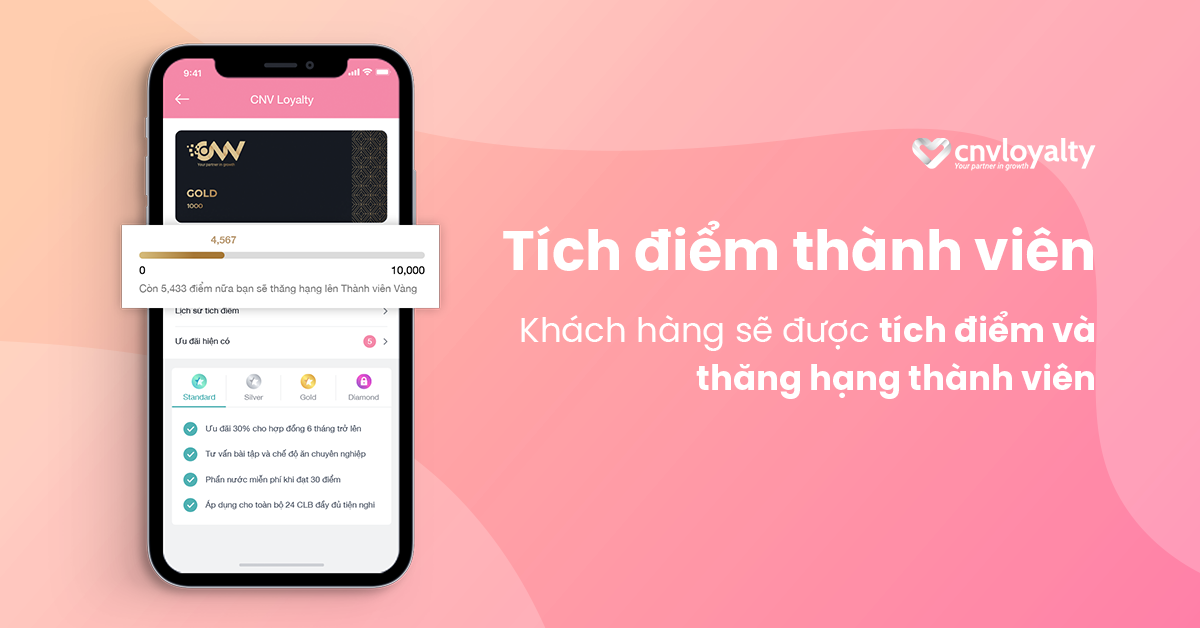 9:41
CNV Loyalty
CNV
Your partner in growth
GOLD
1000
4,567
0 10,000
Còn 5,433 điểm nữa bạn sẽ thăng hạng lên Thành viên Vàng
Lịch sử tích điểm
Ưu đãi hiện có 5
Standard Silver Gold Diamond
Ưu đãi 30% cho hợp đồng 6 tháng trở lên
Tư vấn bài tập và chế độ ăn chuyên nghiệp
Phần nước miễn phí khi đạt 30 điểm
Áp dụng cho toàn bộ 24 CLB đầy đủ tiện nghi
cnvloyalty
Your partner in growth
Tích điểm thành viên
Khách hàng sẽ được tích điểm và
thăng hạng thành viên